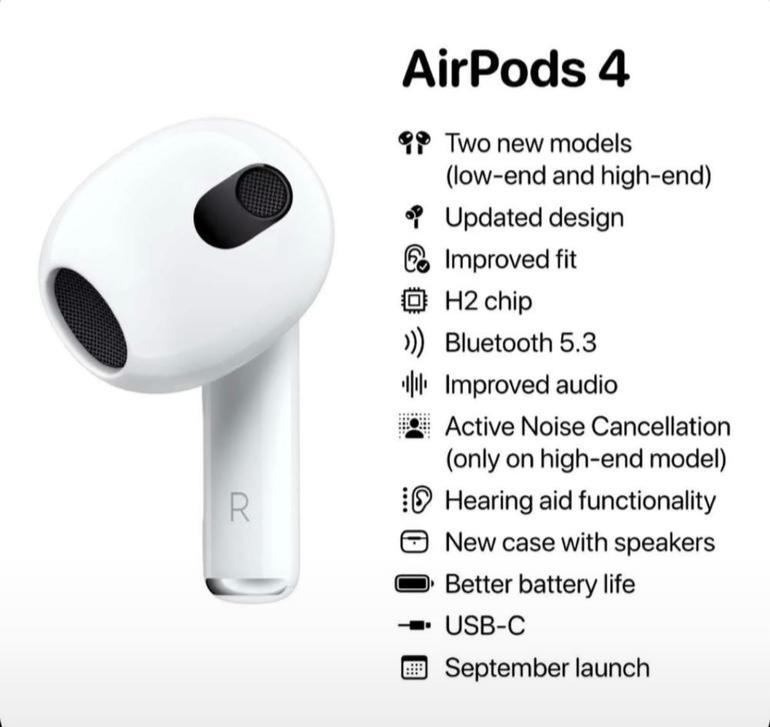 AirPods 4
Two new models
(low-end and high-end)
Updated design
Improved fit
H2 chip
Bluetooth 5.3
Improved audio
Active Noise Cancellation
(only on high-end model)
Hearing aid functionality
New case with speakers
Better battery life
USB-C
September launch
R